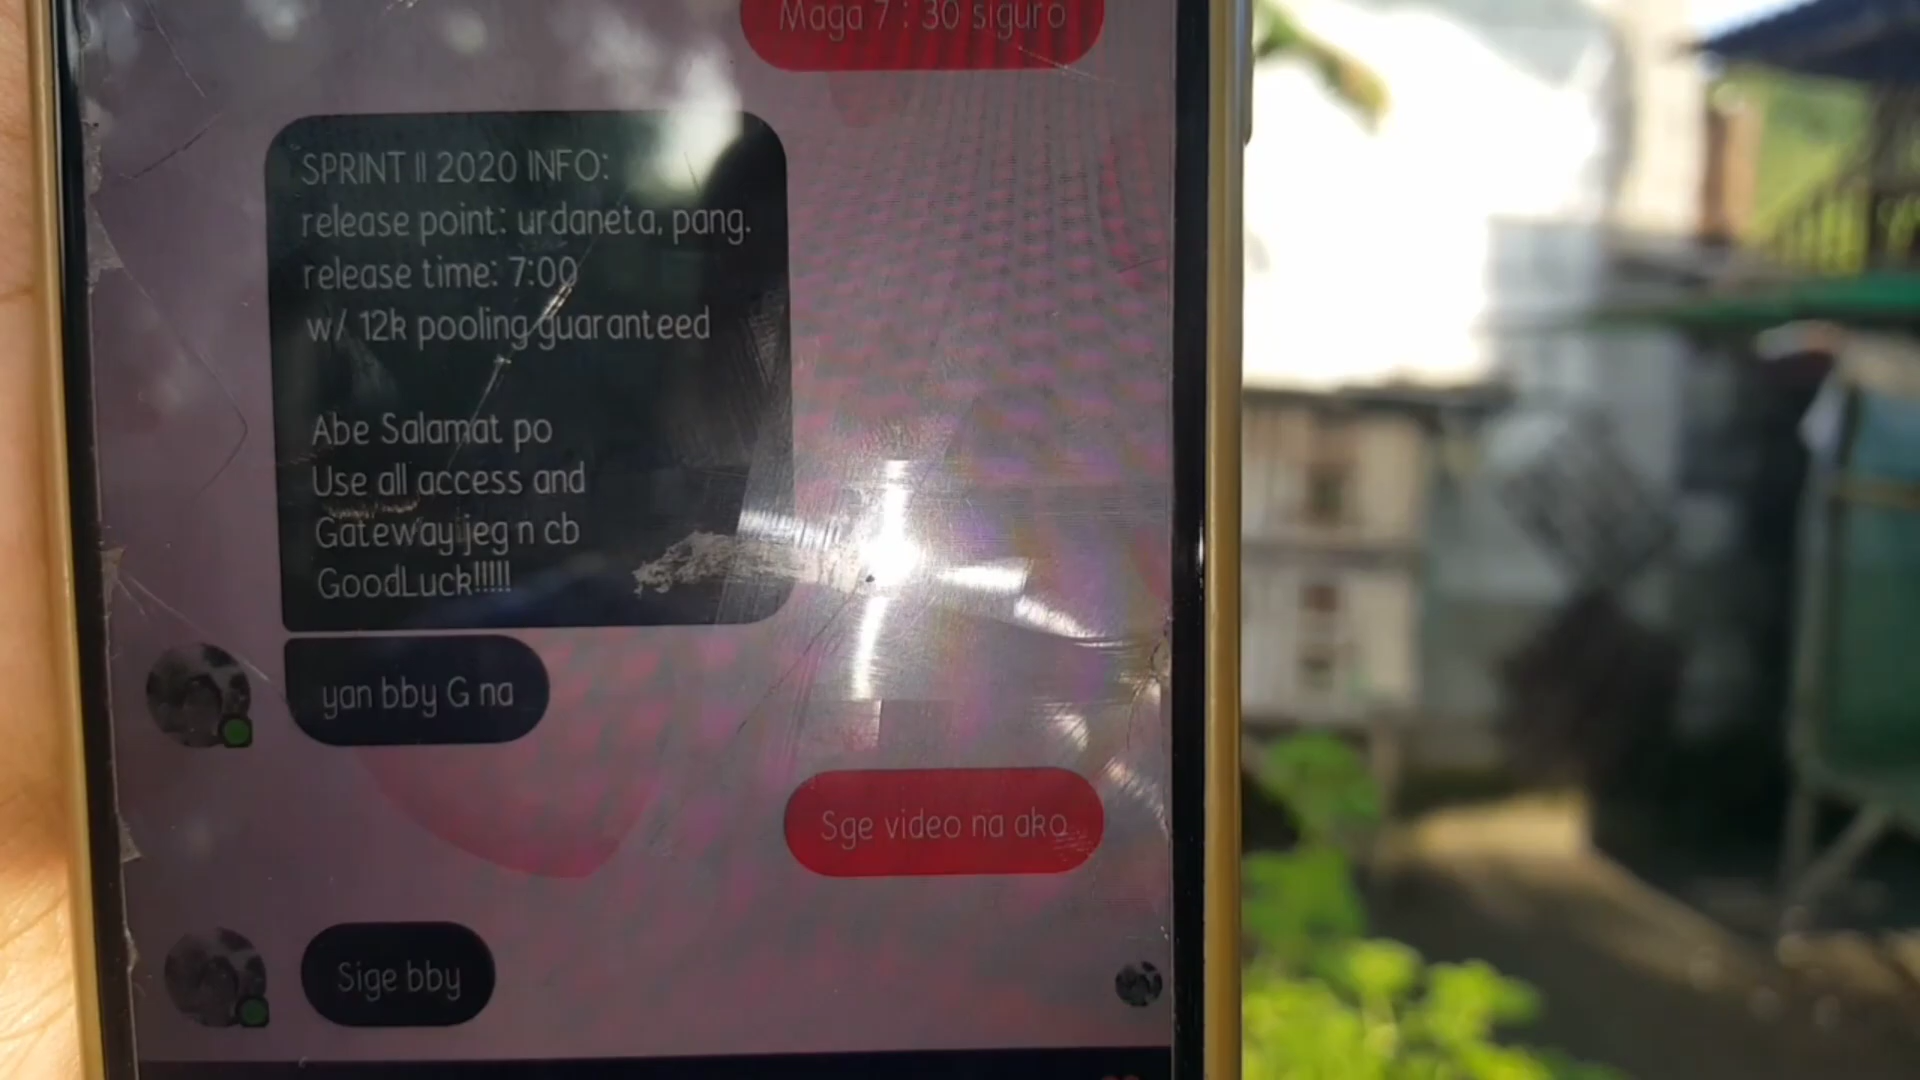 Maga 7 : 30 siguro
SPRINT II 2020 INFO:
release point: urdaneta, pang.
release time: 7:00
w/ 12k pooling guaranteed
Abe Salamat po
Use all access and
Gateway jeg n cb
GoodLuck!!!!!
yan bby G na
Sge video na ako
Sige bby